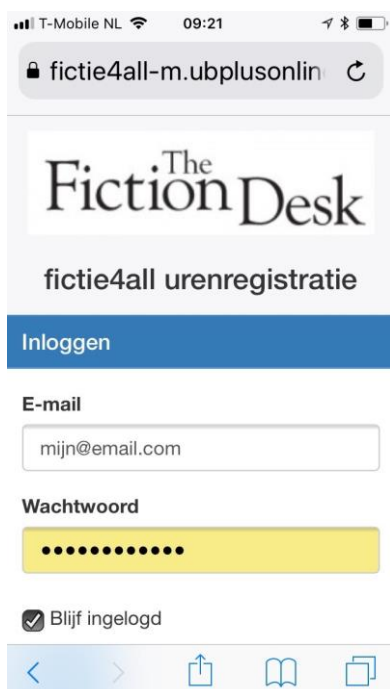 T-Mobile NL 09:21
fictie4all-m.ubplusonlin
The
Fiction Desk
fictie4all urenregistratie
Inloggen
E-mail
mijn@email.com
Wachtwoord
••••••••••••
Blijf ingelogd